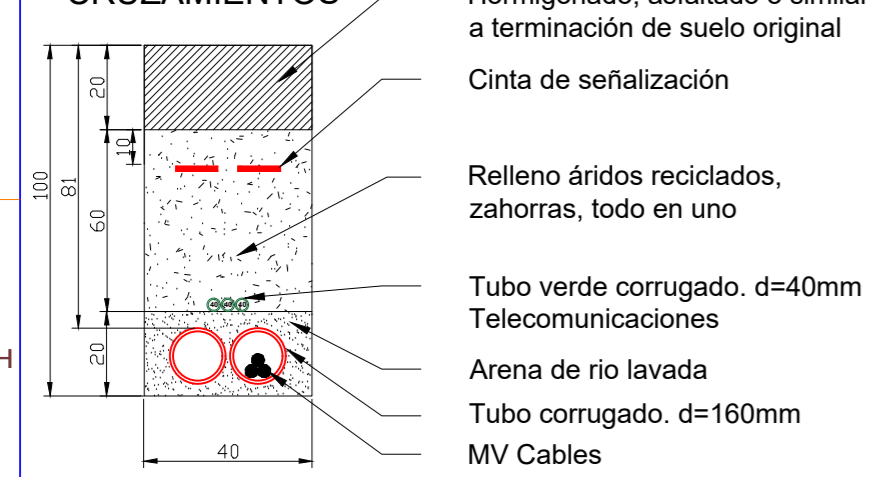 CRUZAMIENTOS
Hormigonado, asfaltado o similar
a terminación de suelo original
Cinta de señalización
Relleno áridos reciclados,
zahorras, todo en uno
Tubo verde corrugado. d=40mm
Telecomunicaciones
Arena de rio lavada
Tubo corrugado. d=160mm
MV Cables
20
10
100
81
60
40 40 40
20
H
40